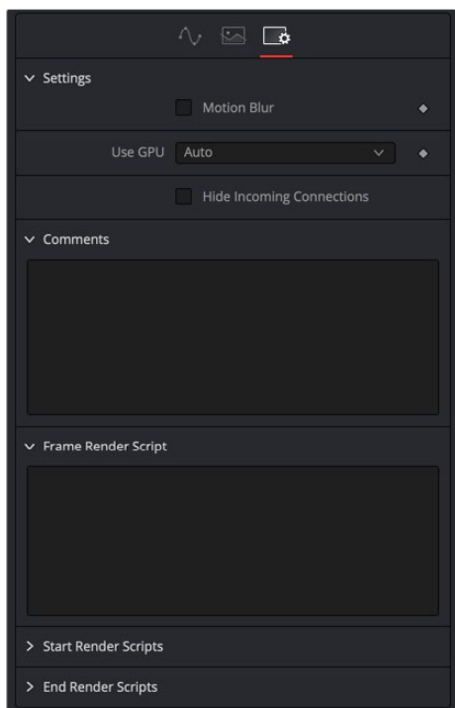 Settings
Motion Blur
Use GPU Auto
Hide Incoming Connections
Comments
Frame Render Script
Start Render Scripts
End Render Scripts